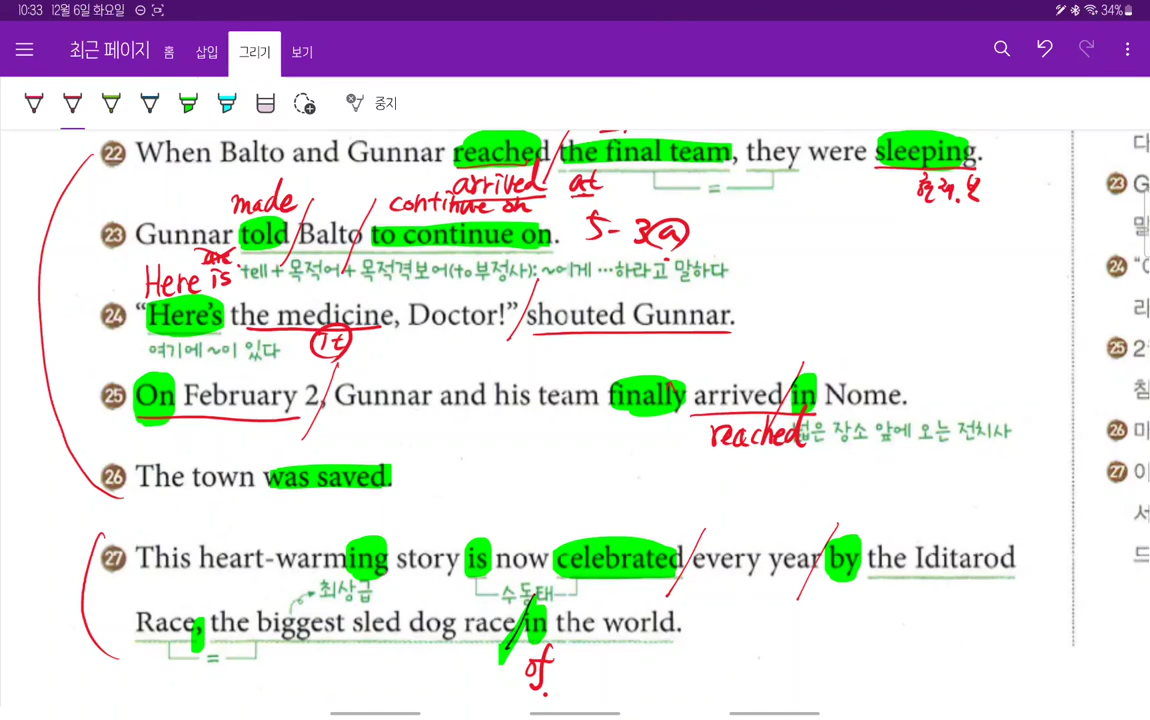 10:33 12월 6일 화요일 34%
최근 페이지 홈 삽입 그리기 보기
중지
22 When Balto and Gunnar reached the final team, they were sleeping.
arrived at =
made continue on
23 Gunnar told Balto to continue on. 5-3(a)
tell + 목적어 + 목적격보어(to부정사): ~에게 …하라고 말하다
Here is
24 “Here’s the medicine, Doctor!” shouted Gunnar.
여기에 ~이 있다 It
25 On February 2, Gunnar and his team finally arrived in Nome.
reached 은 장소 앞에 오는 전치사
26 The town was saved.
27 This heart-warming story is now celebrated every year by the Iditarod
최상급 수동태
Race, the biggest sled dog race in the world.
= of
다
23 G
말
24
라
25 2
침
26 마
27 이
서
드